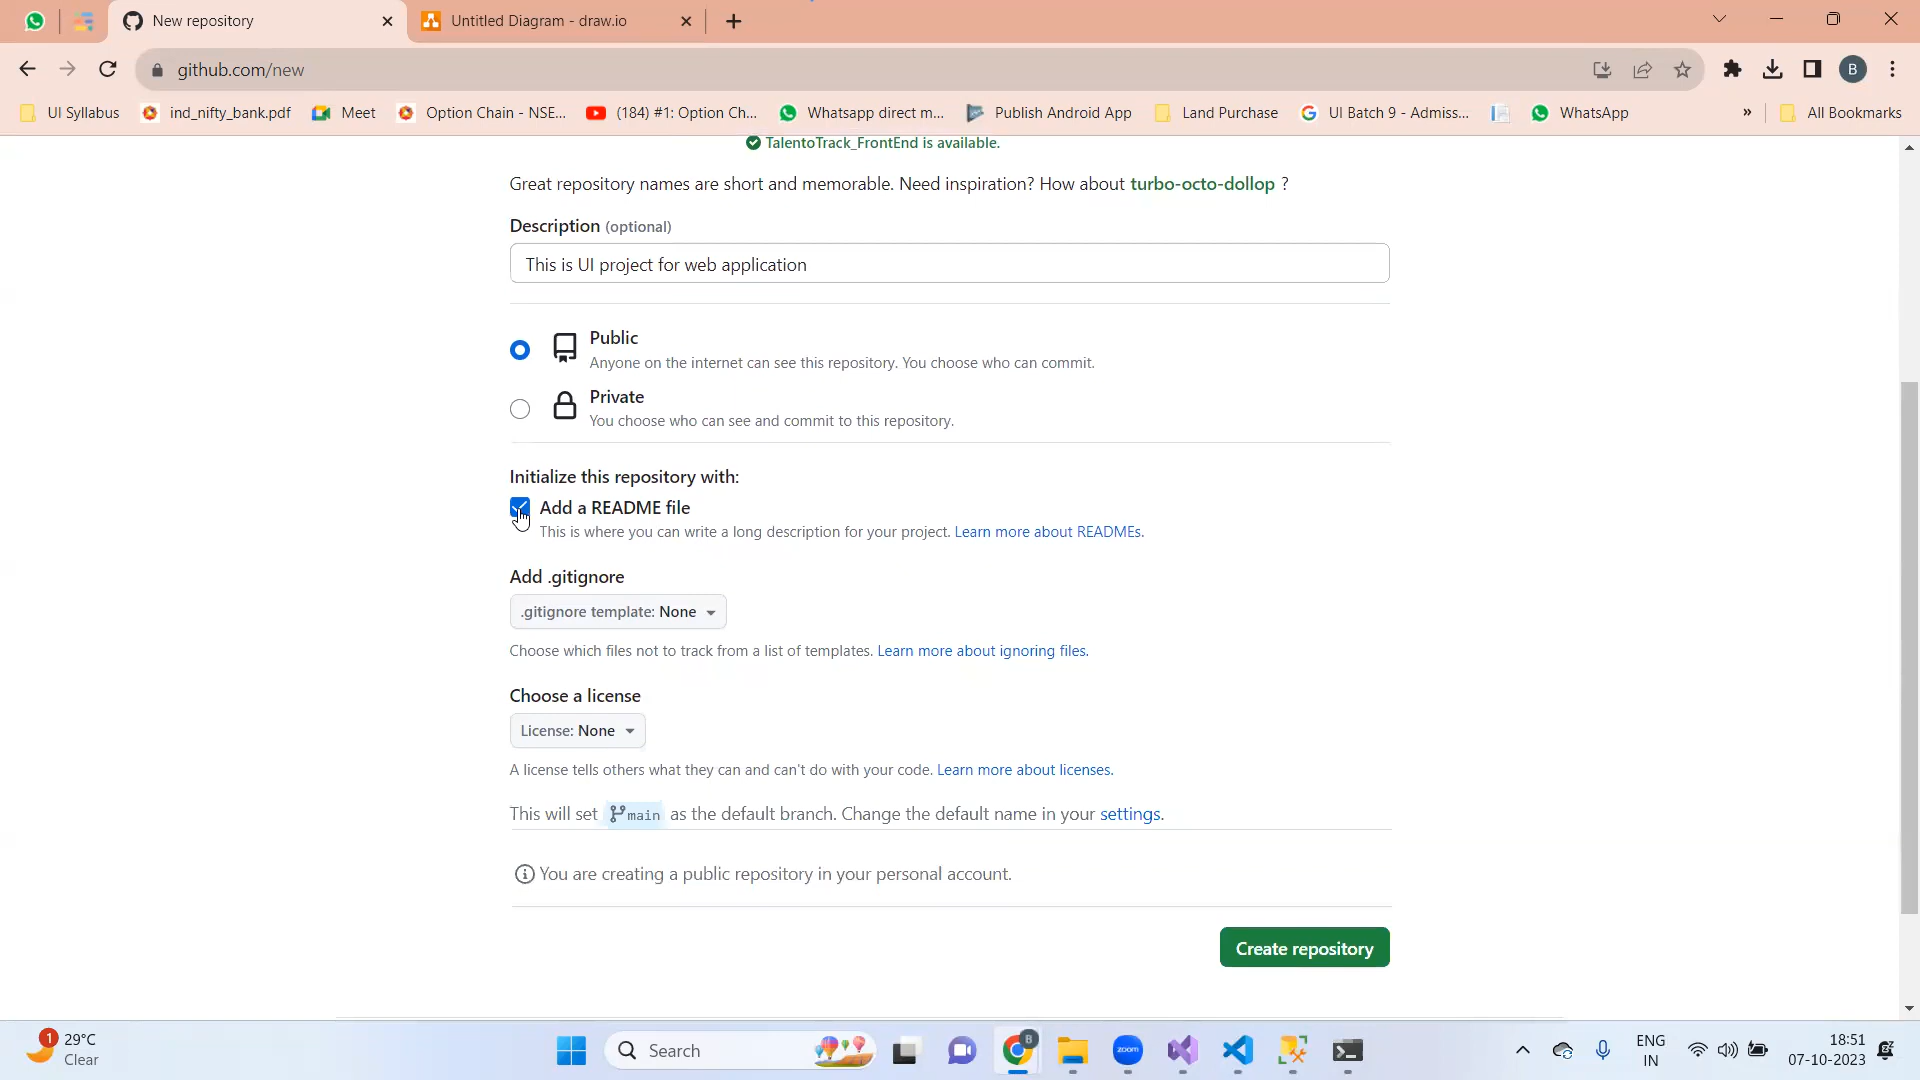 New repository
Untitled Diagram - draw.io
github.com/new
B
UI Syllabus
ind_nifty_bank.pdf
Meet
Option Chain - NSE...
(184) #1: Option Ch...
Whatsapp direct m...
Publish Android App
Land Purchase
UI Batch 9 - Admiss...
WhatsApp
»
All Bookmarks
TalentoTrack_FrontEnd is available.
Great repository names are short and memorable. Need inspiration? How about turbo-octo-dollop ?
Description (optional)
This is UI project for web application
Public
Anyone on the internet can see this repository. You choose who can commit.
Private
You choose who can see and commit to this repository.
Initialize this repository with:
Add a README file
This is where you can write a long description for your project. Learn more about READMEs.
Add .gitignore
.gitignore template: None
Choose which files not to track from a list of templates. Learn more about ignoring files.
Choose a license
License: None
A license tells others what they can and can't do with your code. Learn more about licenses.
This will set main as the default branch. Change the default name in your settings.
You are creating a public repository in your personal account.
Create repository
1
29°C
Clear
Search
B
zoom
ENG
IN
18:51
07-10-2023